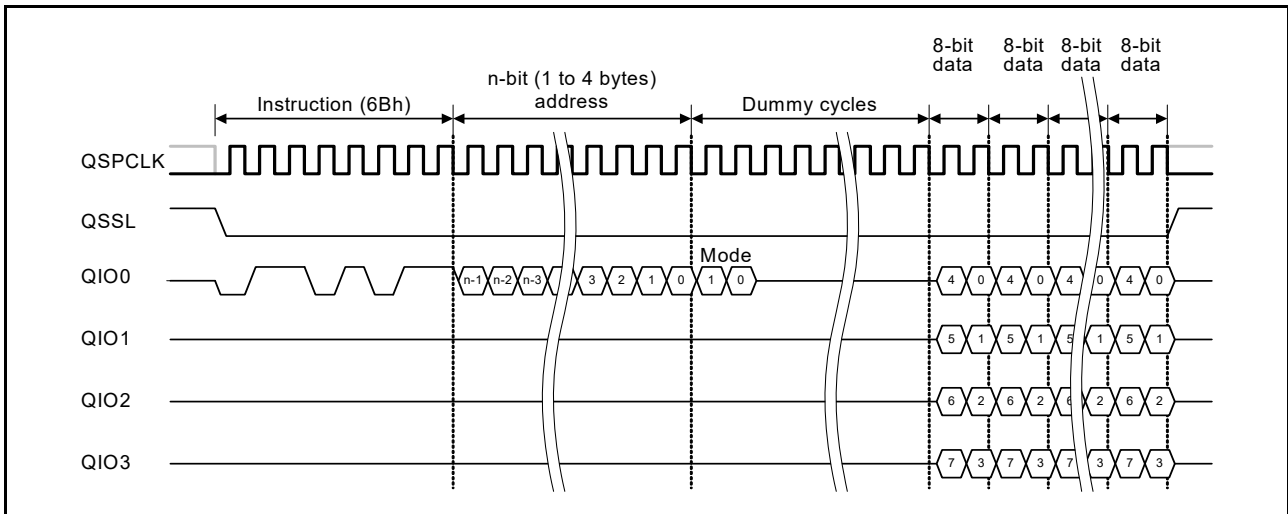 8-bit data 8-bit data 8-bit data 8-bit data
n-bit (1 to 4 bytes) address
Instruction (6Bh) Dummy cycles
QSPCLK
QSSL
Mode
QIO0 n-1 n-2 n-3 3 2 1 0 1 0 4 0 4 0 4 0 4 0
QIO1 5 1 5 1 5 1 5 1
QIO2 6 2 6 2 6 2 6 2
QIO3 7 3 7 3 7 3 7 3